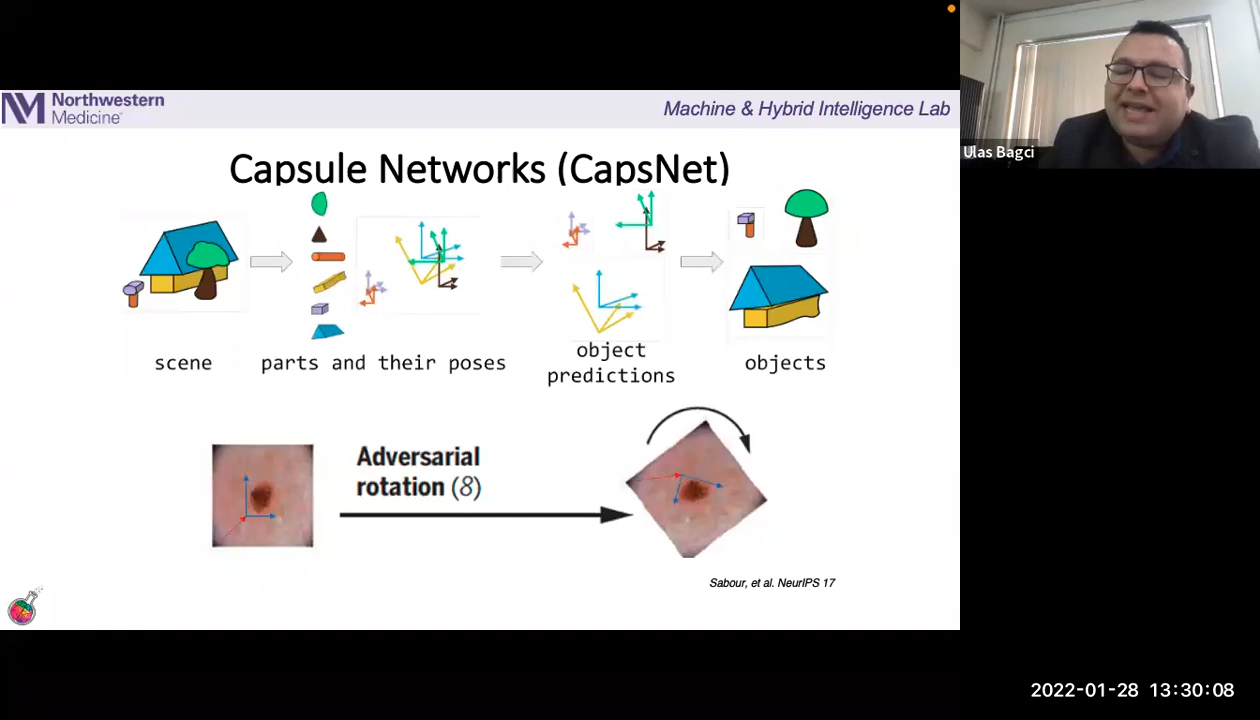 Northwestern
Medicine
Machine & Hybrid Intelligence Lab
Ulas Bagci
Capsule Networks (CapsNet)
scene
parts and their poses
object
predictions
objects
Adversarial
rotation (8)
Sabour, et al. NeurIPS 17
2022-01-28 13:30:08